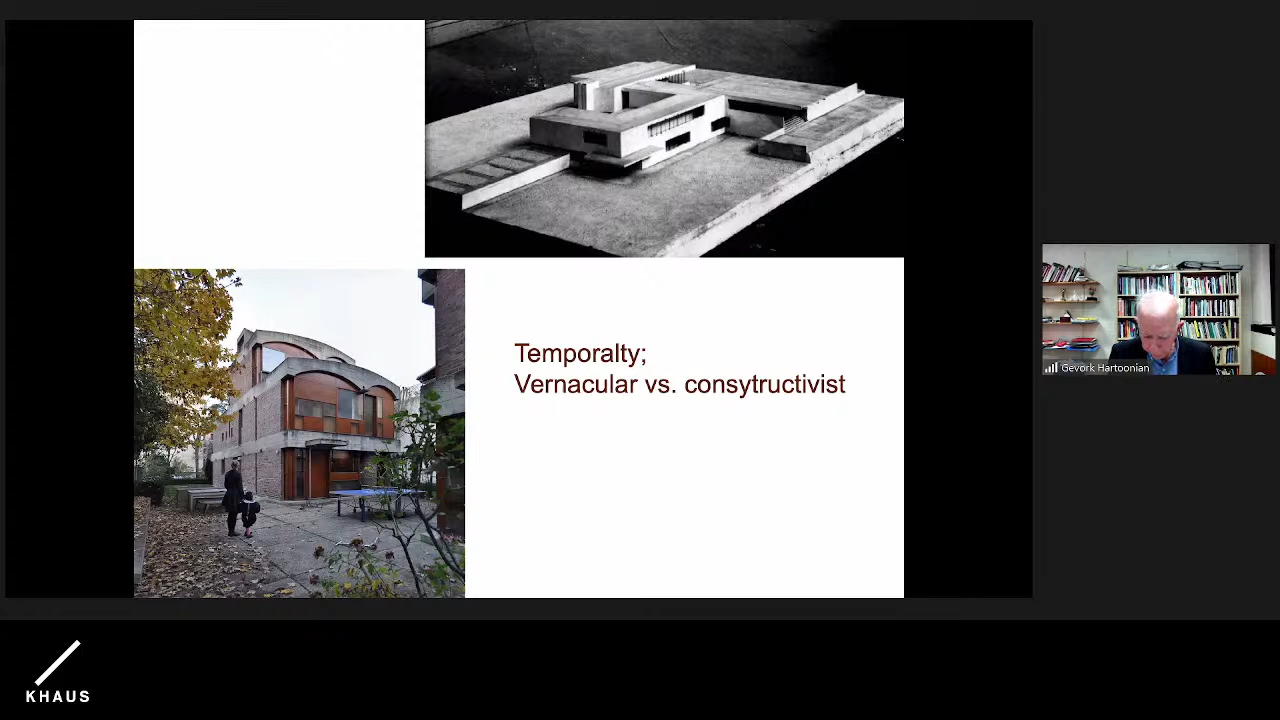 Temporalty;
Vernacular vs. consytructivist
Gevork Hartoonian
KHAUS